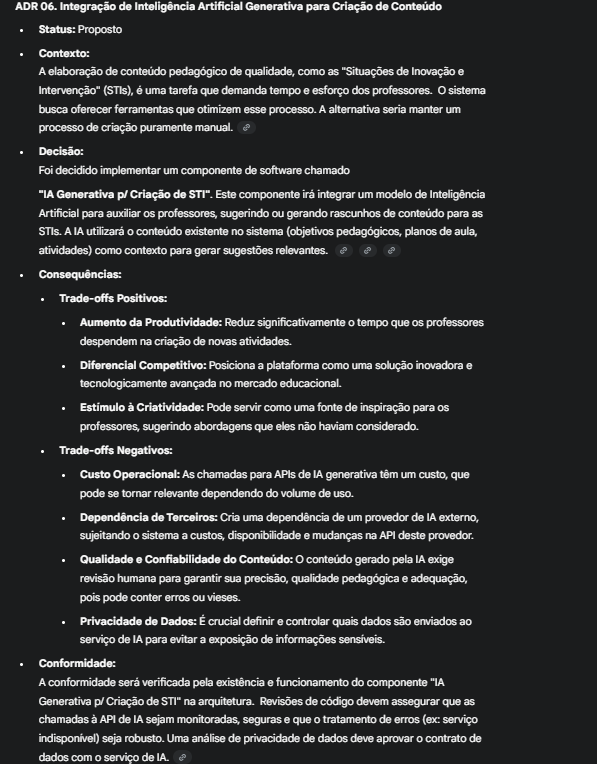 ADR 06. Integração de Inteligência Artificial Generativa para Criação de Conteúdo
• Status: Proposto
• Contexto:
A elaboração de conteúdo pedagógico de qualidade, como as "Situações de Inovação e
Intervenção" (STIs), é uma tarefa que demanda tempo e esforço dos professores. O sistema
busca oferecer ferramentas que otimizem esse processo. A alternativa seria manter um
processo de criação puramente manual.
• Decisão:
Foi decidido implementar um componente de software chamado
"IA Generativa p/ Criação de STI". Este componente irá integrar um modelo de Inteligência
Artificial para auxiliar os professores, sugerindo ou gerando rascunhos de conteúdo para as
STIs. A IA utilizará o conteúdo existente no sistema (objetivos pedagógicos, planos de aula,
atividades) como contexto para gerar sugestões relevantes.
• Consequências:
• Trade-offs Positivos:
• Aumento da Produtividade: Reduz significativamente o tempo que os professores
despendem na criação de novas atividades.
• Diferencial Competitivo: Posiciona a plataforma como uma solução inovadora e
tecnologicamente avançada no mercado educacional.
• Estímulo à Criatividade: Pode servir como uma fonte de inspiração para os
professores, sugerindo abordagens que eles não haviam considerado.
• Trade-offs Negativos:
• Custo Operacional: As chamadas para APIs de IA generativa têm um custo, que
pode se tornar relevante dependendo do volume de uso.
• Dependência de Terceiros: Cria uma dependência de um provedor de IA externo,
sujeitando o sistema a custos, disponibilidade e mudanças na API deste provedor.
• Qualidade e Confiabilidade do Conteúdo: O conteúdo gerado pela IA exige
revisão humana para garantir sua precisão, qualidade pedagógica e adequação,
pois pode conter erros ou vieses.
• Privacidade de Dados: É crucial definir e controlar quais dados são enviados ao
serviço de IA para evitar a exposição de informações sensíveis.
• Conformidade:
A conformidade será verificada pela existência e funcionamento do componente "IA
Generativa p/ Criação de STI" na arquitetura. Revisões de código devem assegurar que as
chamadas à API de IA sejam monitoradas, seguras e que o tratamento de erros (ex: serviço
indisponível) seja robusto. Uma análise de privacidade de dados deve aprovar o contrato de
dados com o serviço de IA.